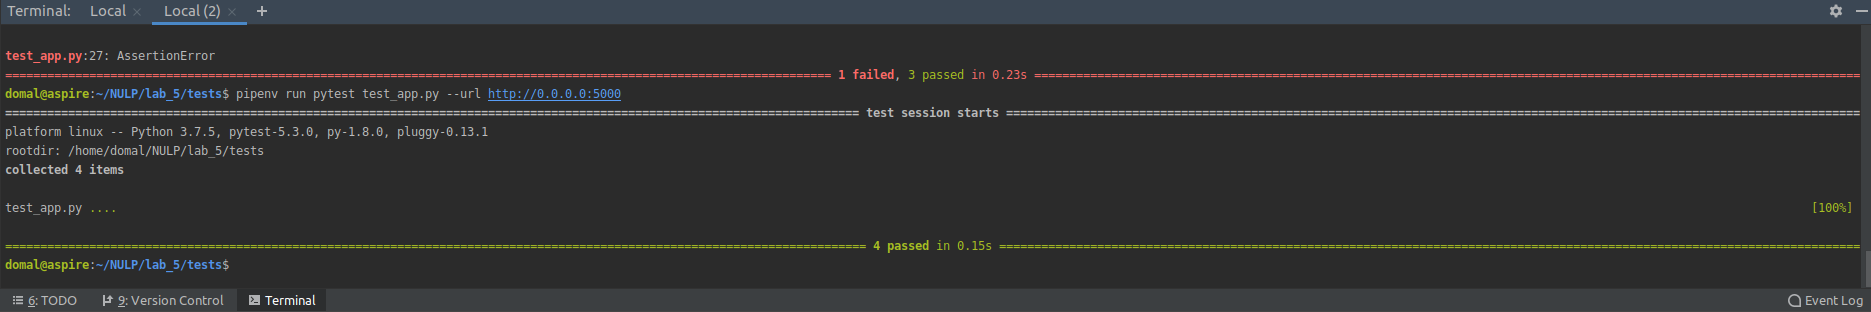 Terminal: Local × Local (2) × +
test_app.py:27: AssertionError
======================================================================================================================= 1 failed, 3 passed in 0.23s =======================================================================================================================
domal@aspire:~/NULP/lab_5/tests$ pipenv run pytest test_app.py --url http://0.0.0.0:5000
========================================================================================================================== test session starts ==========================================================================================================================
platform linux -- Python 3.7.5, pytest-5.3.0, py-1.8.0, pluggy-0.13.1
rootdir: /home/domal/NULP/lab_5/tests
collected 4 items
test_app.py .... [100%]
=========================================================================================================================== 4 passed in 0.15s ===========================================================================================================================
domal@aspire:~/NULP/lab_5/tests$
6: TODO 9: Version Control Terminal Event Log